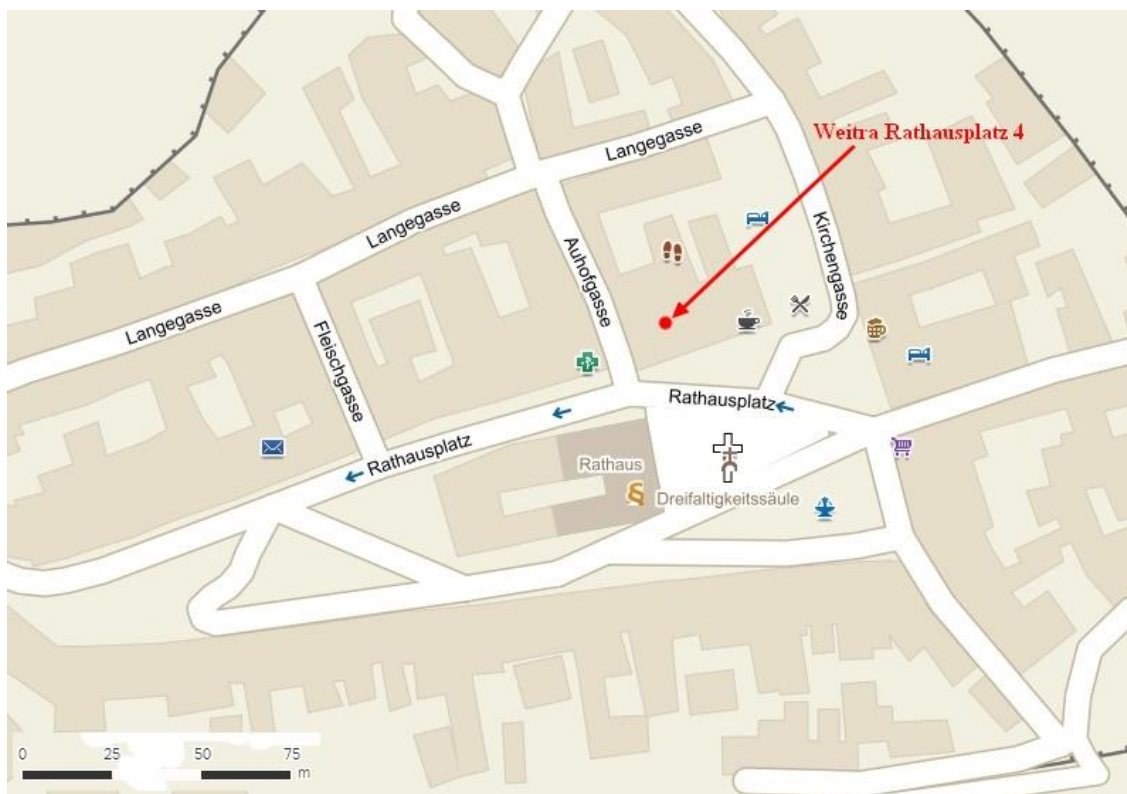 Weitra Rathausplatz 4
Langegasse
Langegasse
Langegasse
Auhofgasse
Kirchengasse
Fleischgasse
Rathausplatz
Rathausplatz
Rathaus
§
Dreifaltigkeitssäule
0 25 50 75
m